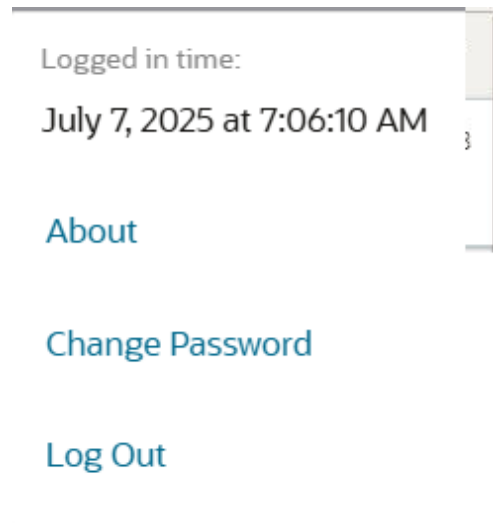 Logged in time:
July 7, 2025 at 7:06:10 AM
About
Change Password
Log Out